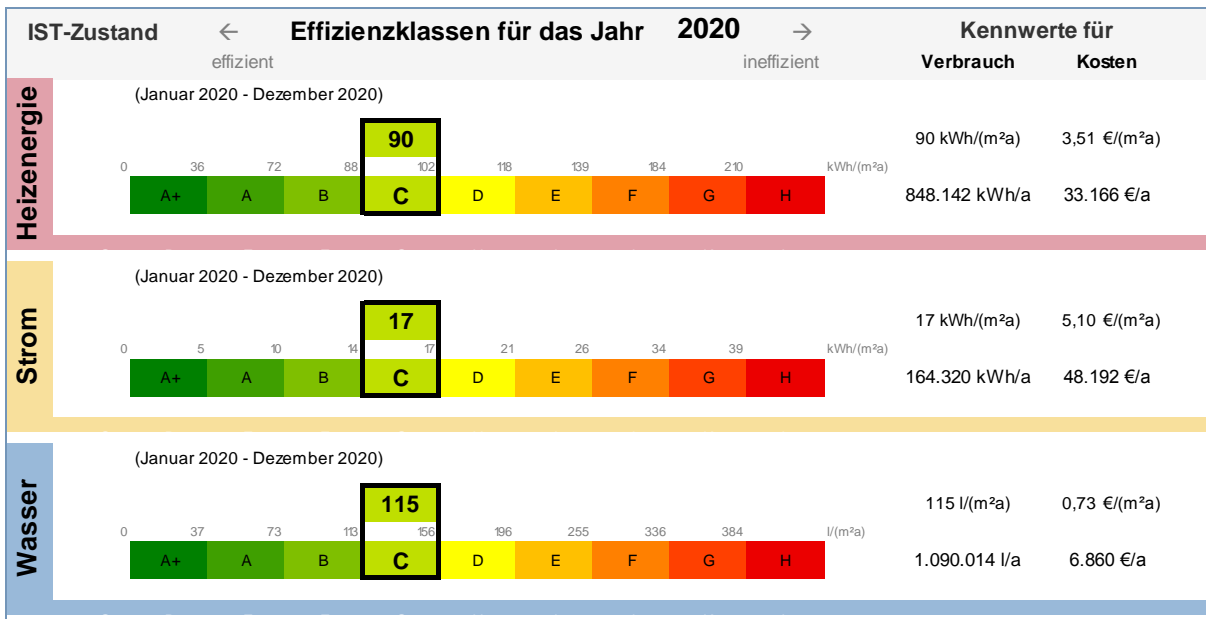 IST-Zustand ← Effizienzklassen für das Jahr 2020 → Kennwerte für
effizient ineffizient Verbrauch Kosten
Heizenergie
(Januar 2020 - Dezember 2020)
90 90 kWh/(m²a) 3,51 €/(m²a)
0 36 72 88 102 118 139 184 210 kWh/(m²a)
A+ A B C D E F G H 848.142 kWh/a 33.166 €/a
Strom
(Januar 2020 - Dezember 2020)
17 17 kWh/(m²a) 5,10 €/(m²a)
0 5 10 14 17 21 26 34 39 kWh/(m²a)
A+ A B C D E F G H 164.320 kWh/a 48.192 €/a
Wasser
(Januar 2020 - Dezember 2020)
115 115 l/(m²a) 0,73 €/(m²a)
0 37 73 113 156 196 255 336 384 l/(m²a)
A+ A B C D E F G H 1.090.014 l/a 6.860 €/a